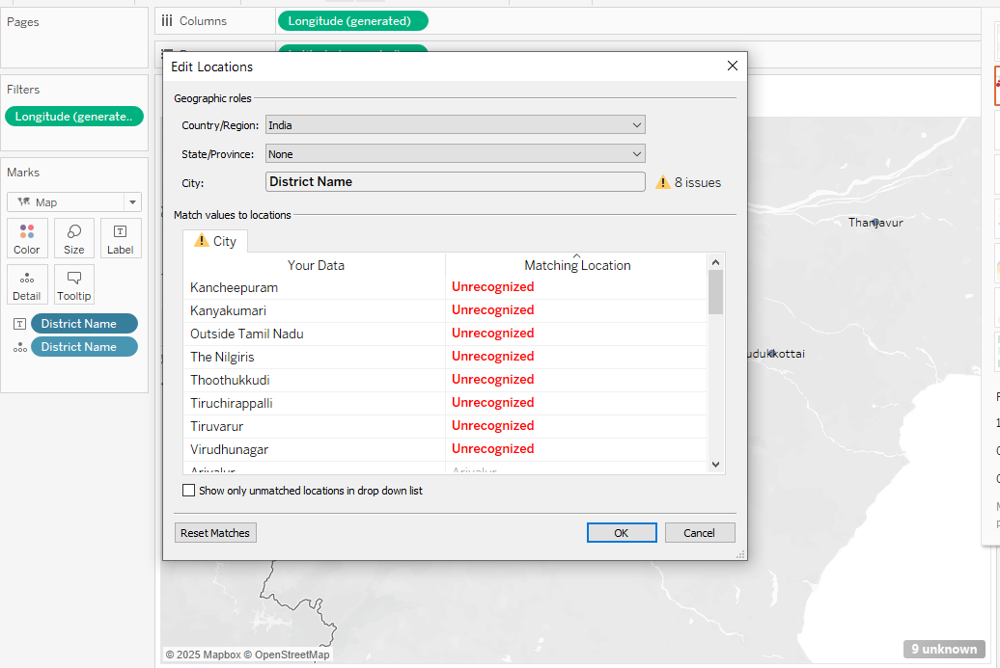 Pages
Columns
Longitude (generated)
Edit Locations
Filters
Geographic roles
Longitude (generate..
Country/Region:
India
State/Province:
None
City:
District Name
8 issues
Marks
Map
Match values to locations
Color
Size
Label
City
Your Data
Matching Location
Kancheepuram
Unrecognized
Detail
Tooltip
Kanyakumari
Unrecognized
District Name
Outside Tamil Nadu
Unrecognized
District Name
The Nilgiris
Unrecognized
Thoothukkudi
Unrecognized
Tiruchirappalli
Unrecognized
Tiruvarur
Unrecognized
Virudhunagar
Unrecognized
Ariyalur
Ariyalur
Show only unmatched locations in drop down list
Reset Matches
OK
Cancel
Thanjavur
udukkottai
© 2025 Mapbox © OpenStreetMap
9 unknown